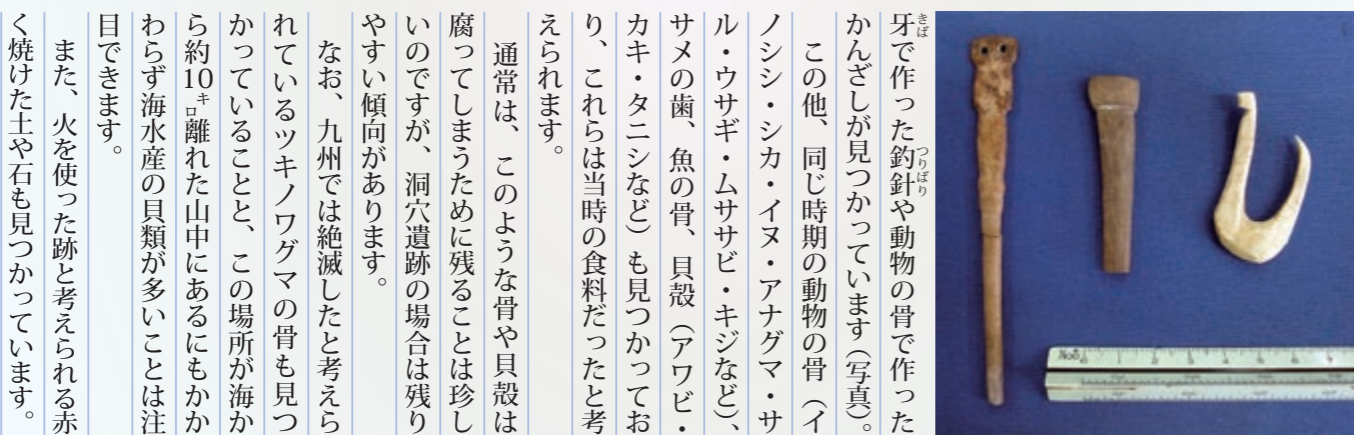 牙で作った釣針や動物の骨で作った
かんざしが見つかっています（写真）。
この他、同じ時期の動物の骨（イ
ノシシ・シカ・イヌ・アナグマ・サ
ル・ウサギ・ムササビ・キジなど）、
サメの歯、魚の骨、貝殻（アワビ・
カキ・タニシなど）も見つかってお
り、これらは当時の食料だったと考
えられます。
通常は、このような骨や貝殻は
腐ってしまうために残ることは珍し
いのですが、洞穴遺跡の場合は残り
やすい傾向があります。
なお、九州では絶滅したと考えら
れているツキノワグマの骨も見つ
かっていることと、この場所が海か
ら約10㌔離れた山中にあるにもかか
わらず海水産の貝類が多いことは注
目できます。
また、火を使った跡と考えられる赤
く焼けた土や石も見つかっています。